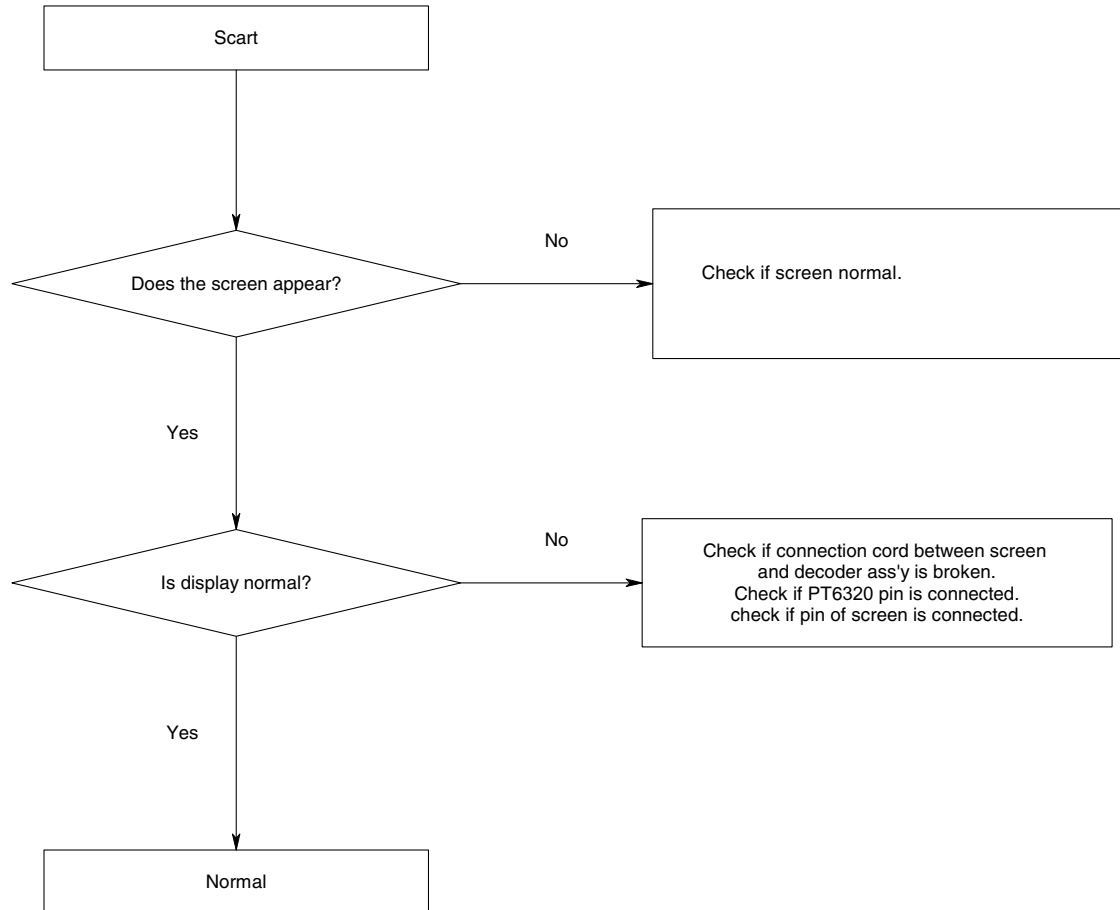 Scart
Does the screen appear?
No
Check if screen normal.
Yes
Is display normal?
No
Check if connection cord between screen
and decoder ass'y is broken.
Check if PT6320 pin is connected.
check if pin of screen is connected.
Yes
Normal